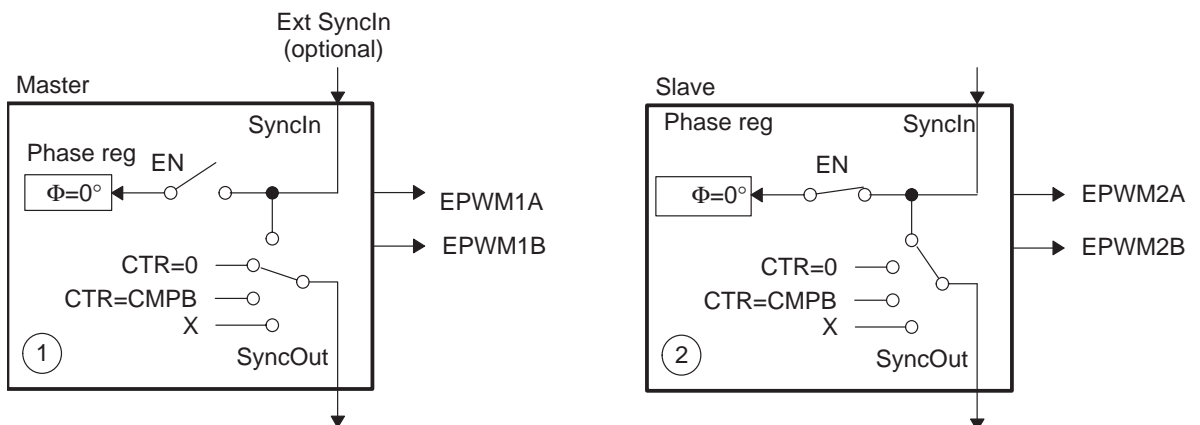 Ext SyncIn
(optional)
Master
SyncIn
Phase reg
EN
Φ=0°
EPWM1A
EPWM1B
CTR=0
CTR=CMPB
X
1
SyncOut
Slave
Phase reg
SyncIn
EN
Φ=0°
EPWM2A
EPWM2B
CTR=0
CTR=CMPB
X
2
SyncOut